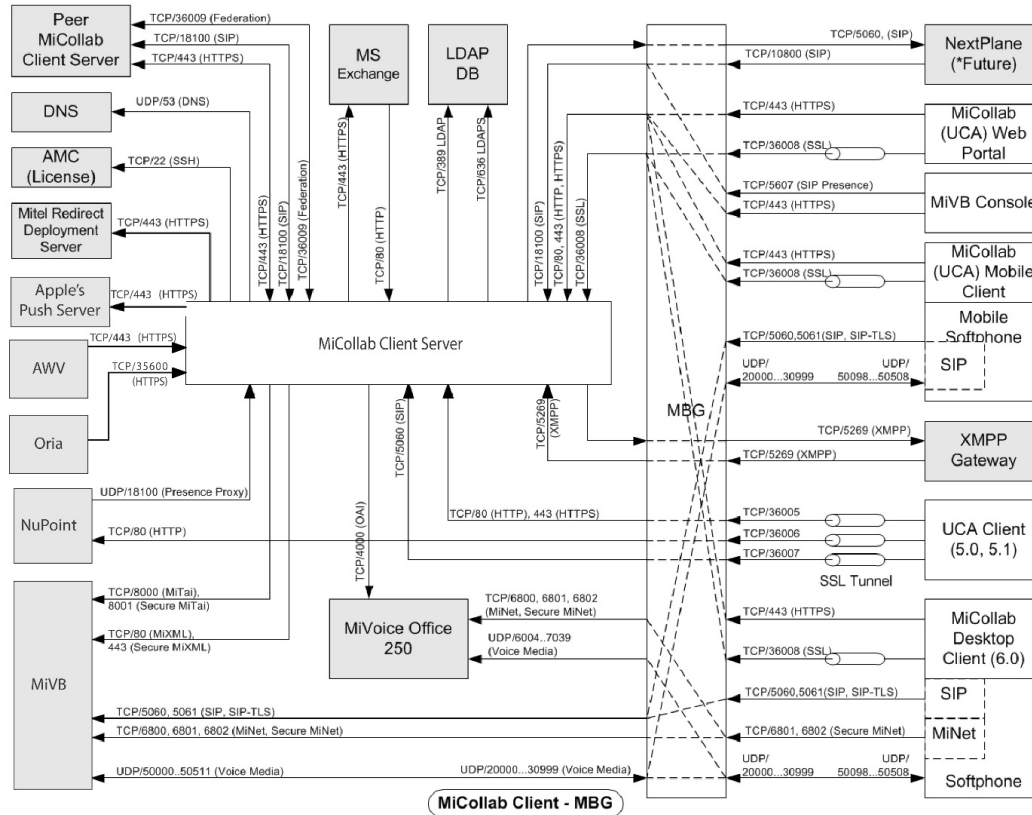 Peer
MiCollab
Client Server
TCP/36009 (Federation)
TCP/18100 (SIP)
TCP/443 (HTTPS)
DNS
UDP/53 (DNS)
AMC
(License)
TCP/22 (SSH)
Mitel Redirect
Deployment
Server
TCP/443 (HTTPS)
Apple's
Push Server
TCP/443 (HTTPS)
AWV
TCP/443 (HTTPS)
Oria
TCP/35600
(HTTPS)
NuPoint
UDP/18100 (Presence Proxy)
TCP/80 (HTTP)
MiVB
TCP/8000 (MiTai),
8001 (Secure MiTai)
TCP/80 (MiXML),
443 (Secure MiXML)
TCP/5060, 5061 (SIP, SIP-TLS)
TCP/6800, 6801, 6802 (MiNet, Secure MiNet)
UDP/50000..50511 (Voice Media)
UDP/20000...30999 (Voice Media)
MS
Exchange
LDAP
DB
TCP/443 (HTTPS)
TCP/18100 (SIP)
TCP/36009 (Federation)
TCP/443 (HTTPS)
TCP/80 (HTTP)
TCP/389 LDAP
TCP/636 LDAPS
TCP/18100 (SIP)
TCP/80, 443 (HTTP, HTTPS)
TCP/36008 (SSL)
MiCollab Client Server
TCP/4000 (OAI)
TCP/5060 (SIP)
TCP/5269
(XMPP)
TCP/80 (HTTP), 443 (HTTPS)
MiVoice Office
250
TCP/6800, 6801, 6802
(MiNet, Secure MiNet)
UDP/6004..7039
(Voice Media)
MBG
TCP/5060, (SIP)
TCP/10800 (SIP)
NextPlane
(*Future)
TCP/443 (HTTPS)
TCP/36008 (SSL)
MiCollab
(UCA) Web
Portal
TCP/5607 (SIP Presence)
TCP/443 (HTTPS)
MiVB Console
TCP/443 (HTTPS)
TCP/36008 (SSL)
MiCollab
(UCA) Mobile
Client
Mobile
Softphone
TCP/5060,5061(SIP, SIP-TLS)
SIP
UDP/
20000...30999
UDP/
50098...50508
TCP/5269 (XMPP)
TCP/5269 (XMPP)
XMPP
Gateway
TCP/36005
TCP/36006
TCP/36007
SSL Tunnel
UCA Client
(5.0, 5.1)
TCP/443 (HTTPS)
TCP/36008 (SSL)
MiCollab
Desktop
Client (6.0)
TCP/5060,5061(SIP, SIP-TLS)
SIP
TCP/6801, 6802 (Secure MiNet)
MiNet
UDP/
20000...30999
UDP/
50098...50508
Softphone
MiCollab Client - MBG